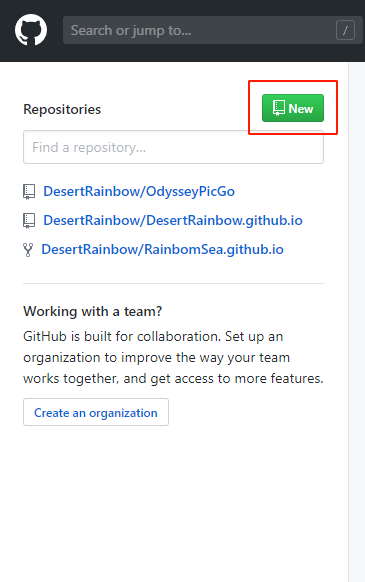 Search or jump to... /
Repositories New
Find a repository...
DesertRainbow/OdysseyPicGo
DesertRainbow/DesertRainbow.github.io
DesertRainbow/RainbomSea.github.io
Working with a team?
GitHub is built for collaboration. Set up an
organization to improve the way your team
works together, and get access to more features.
Create an organization